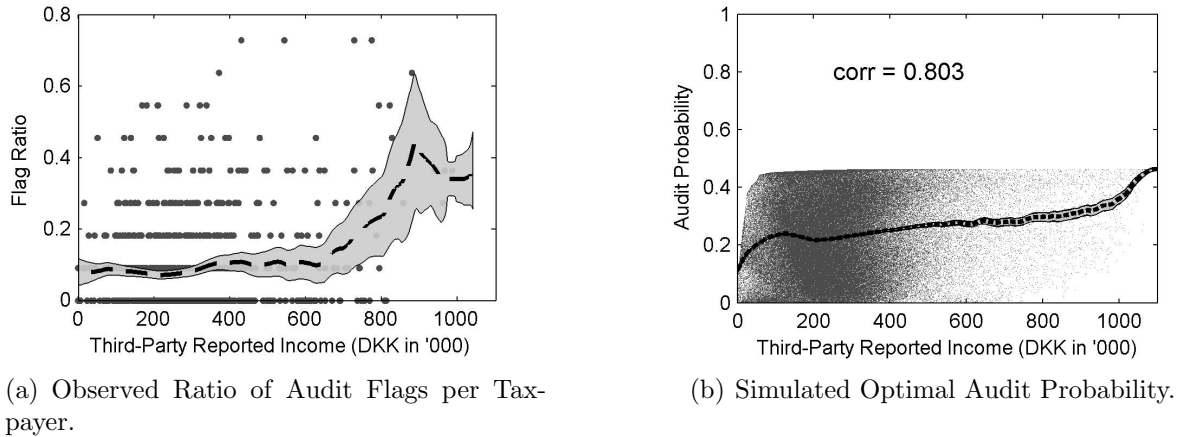 0.8
0.6
0.4
0.2
0
Flag Ratio
0 200 400 600 800 1000
Third-Party Reported Income (DKK in '000)
(a) Observed Ratio of Audit Flags per Tax-
payer.
1
0.8
0.6
0.4
0.2
0
Audit Probability
corr = 0.803
0 200 400 600 800 1000
Third-Party Reported Income (DKK in '000)
(b) Simulated Optimal Audit Probability.